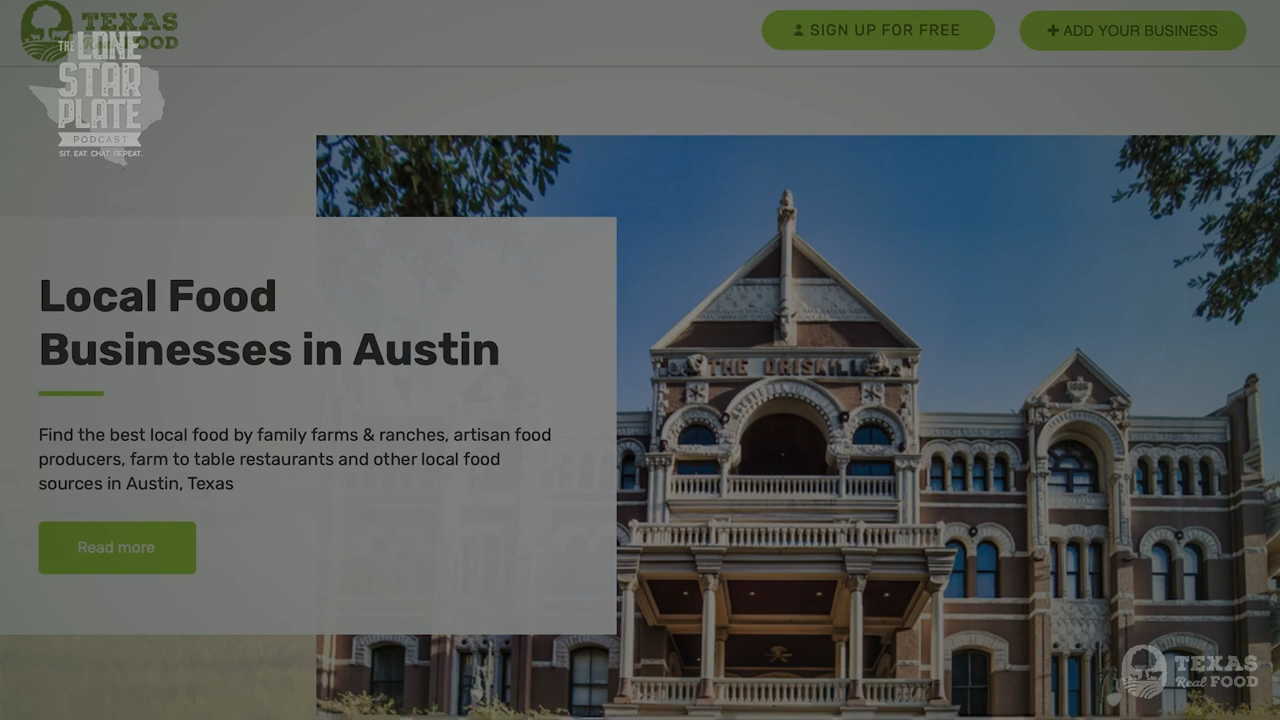 TEXAS
FOOD
SIGN UP FOR FREE
ADD YOUR BUSINESS
THE LONE
STAR
PLATE
PODCAST
SIT. EAT. CHAT. REPEAT.
THE DRISKILL
Local Food
Businesses in Austin
Find the best local food by family farms & ranches, artisan food
producers, farm to table restaurants and other local food
sources in Austin, Texas
Read more
TEXAS
Real FOOD